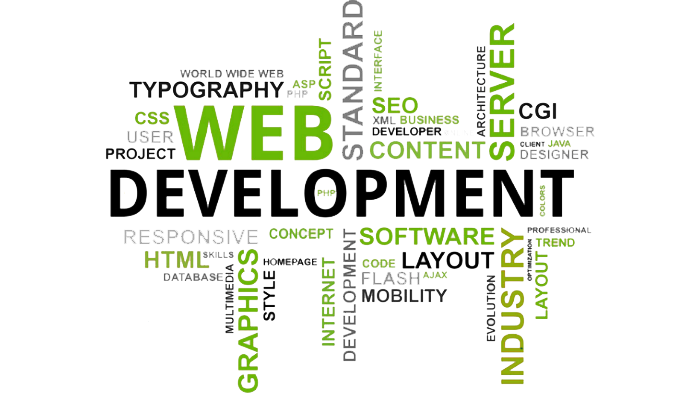 WORLD WIDE WEB
TYPOGRAPHY
ASP
PHP
SCRIPT
STANDARD
INTERFACE
CSS
USER
PROJECT
WEB
SEO
XML BUSINESS
DEVELOPER
CONTENT
ARCHITECTURE
SERVER
CGI
BROWSER
CLIENT JAVA
DESIGNER
DEVELOPMENT
PHP
COLORS
RESPONSIVE
CONCEPT
HTML
SKILLS
DATABASE
MULTIMEDIA
GRAPHICS
STYLE
HOMEPAGE
INTERNET
DEVELOPMENT
SOFTWARE
CODE
LAYOUT
FLASH
AJAX
MOBILITY
EVOLUTION
INDUSTRY
OPTIMIZATION
PROFESSIONAL
TREND
LAYOUT